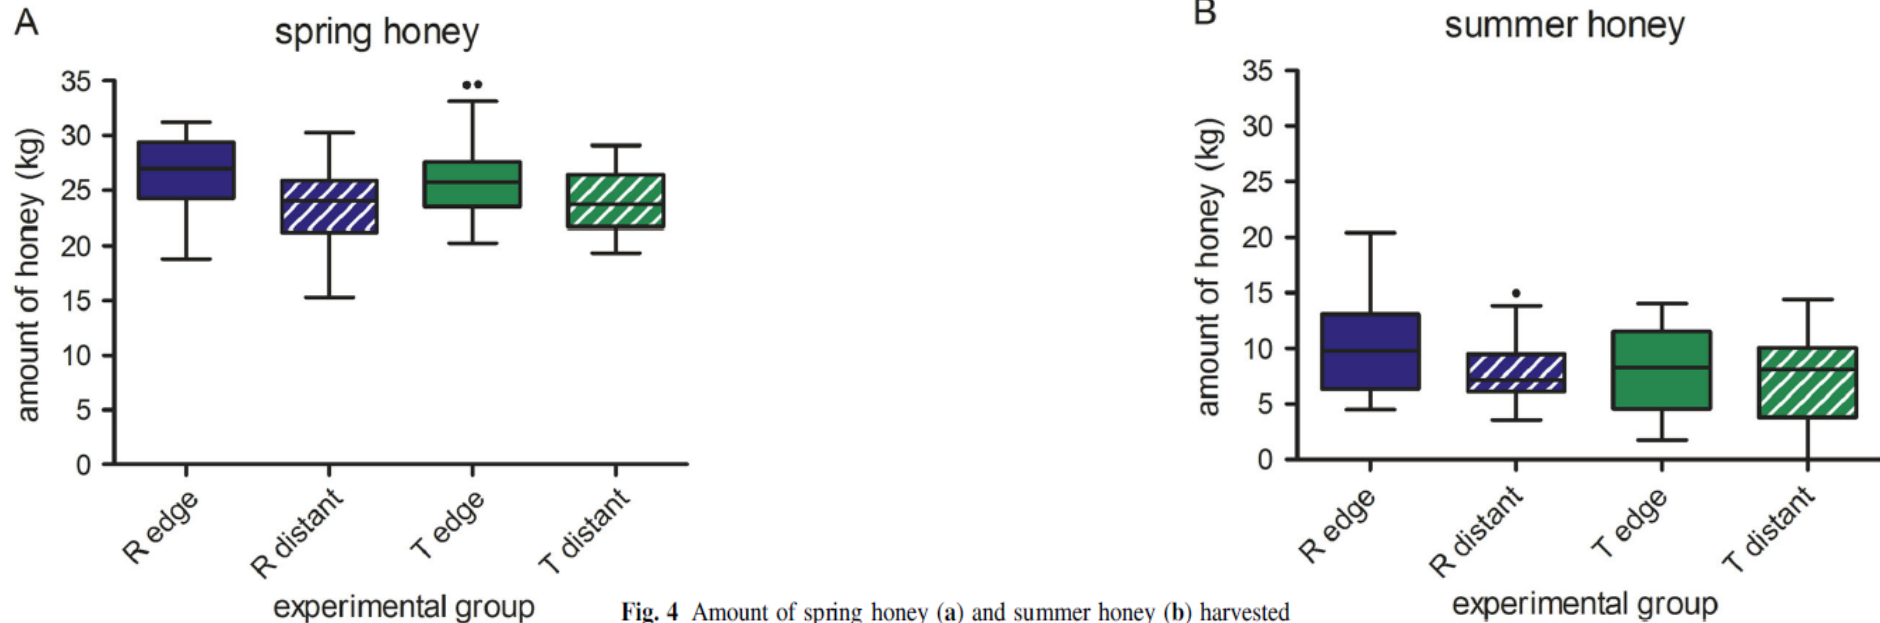 A
spring honey
amount of honey (kg)
35
30
25
20
15
10
5
0
R edge
R distant
T edge
T distant
experimental group
B
summer honey
amount of honey (kg)
35
30
25
20
15
10
5
0
R edge
R distant
T edge
T distant
experimental group
Fig. 4 Amount of spring honey (a) and summer honey (b) harvested